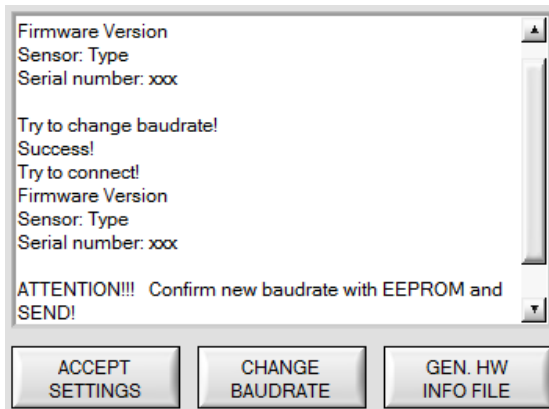 Firmware Version
Sensor: Type
Serial number: xxx
Try to change baudrate!
Success!
Try to connect!
Firmware Version
Sensor: Type
Serial number: xxx
ATTENTION!!! Confirm new baudrate with EEPROM and
SEND!
ACCEPT
SETTINGS
CHANGE
BAUDRATE
GEN. HW
INFO FILE